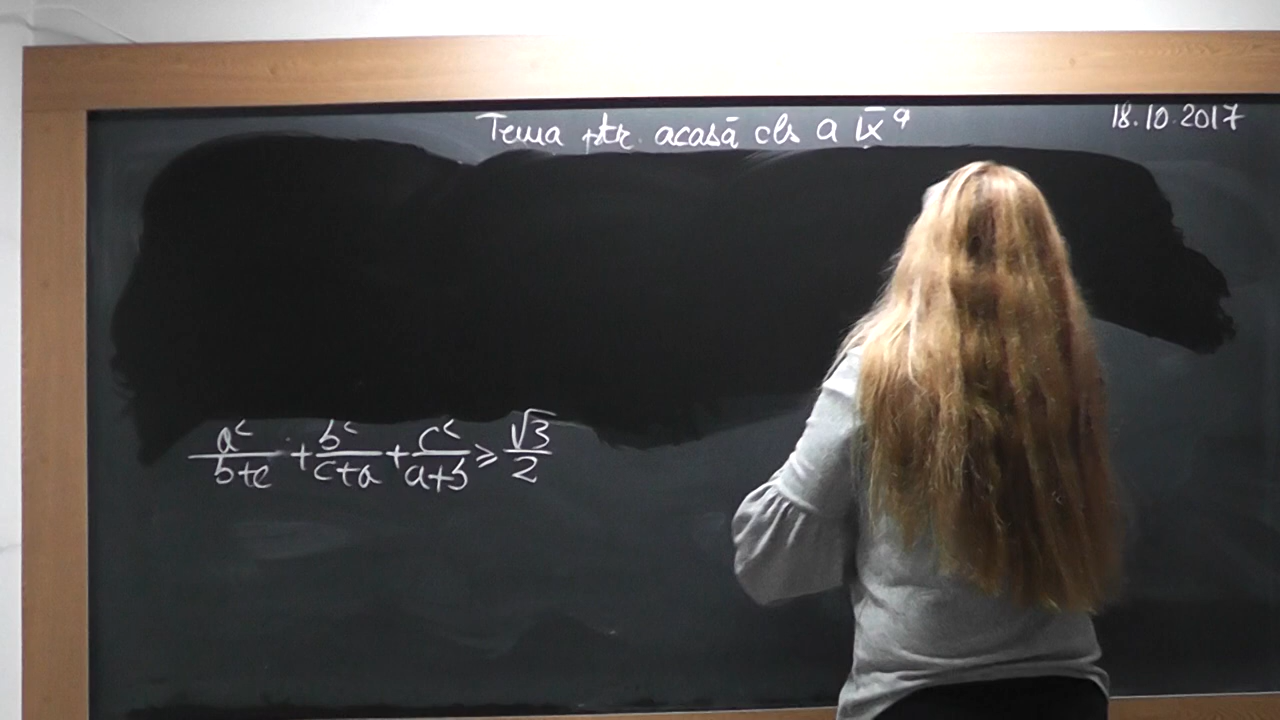 Tema ptr. acasă cls a IX a
18.10.2017
a²/(b+c) + b²/(c+a) + c²/(a+b) ≥ √3/2